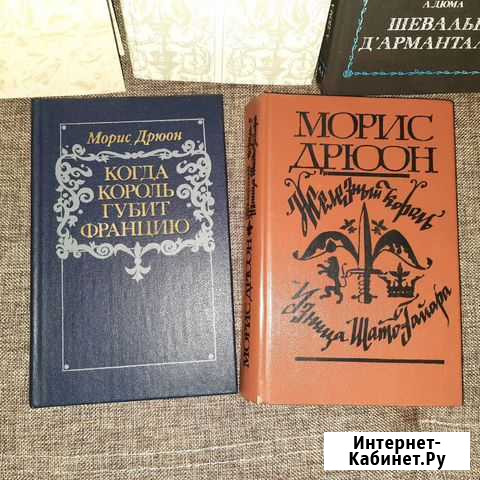 А. ДЮМА
ШЕВАЛЬЕ
Д'АРМАНТАЛ
Морис Дрюон
КОГДА
КОРОЛЬ
ГУБИТ
ФРАНЦИЮ
МОРИС
ДРЮОН
Железный король
Узница Шато-Гайара
МОРИС ДРЮОН
Интернет-
Кабинет.Ру